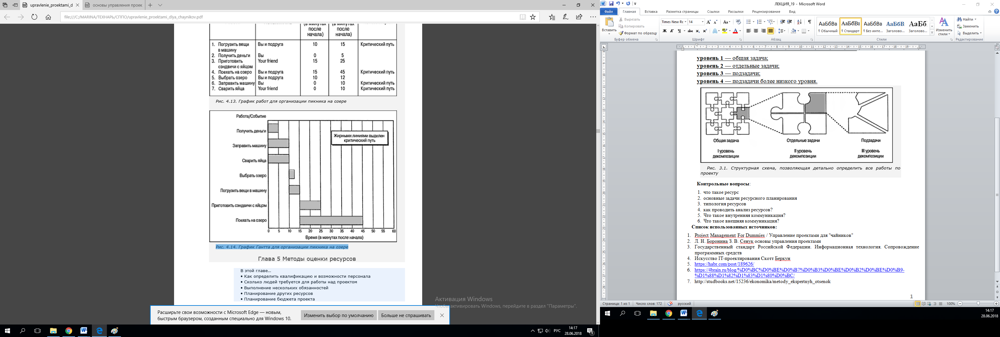 upravlenie_proektami_d
основы управления проек
file:///C:/MARINA/ТЕХНАРЬ/СППО/upravlenie_proektami_dlya_chaynikov.pdf
(в минутах (в минутах
после после
начала) начала)
1. Погрузить вещи Вы и подруга 10 15 Критический путь
в машину
2. Получить деньги Вы 0 5
3. Приготовить Your friend 15 25
сэндвичи с яйцом
4. Поехать на озеро Вы и подруга 15 45 Критический путь
5. Выбрать озеро Вы и подруга 10 12
6. Заправить машину Вы 0 10 Критический путь
7. Сварить яйца Your friend 0 10 Критический путь
Рис. 4.13. График работ для организации пикника на озере
Работа/Событие
Получить деньги
Жирными линиями выделен
критический путь
Заправить машину
Сварить яйца
Выбрать озеро
Погрузить вещи в машину
Приготовить сэндвичи с яйцом
Поехать на озеро
0 5 10 15 20 25 30 35 40 45 50 55 60
Время (в минутах после начала)
Рис. 4.14. График Гантта для организации пикника на озере
Глава 5 Методы оценки ресурсов
В этой главе...
• Как определить квалификацию и возможности персонала
• Сколько людей требуется для работы над проектом
• Выполнение нескольких обязанностей
• Планирование других ресурсов
• Планирование бюджета проекта
Активация Windows
Чтобы активировать Windows, перейдите в раздел "Параметры".
Расширьте свои возможности с Microsoft Edge — новым,
быстрым браузером, созданным специально для Windows 10.
Изменить выбор по умолчанию
Больше не спрашивать
РУС
14:17
28.06.2018
1
ЛЕКЦИЯ_19 - Microsoft Word
Файл Главная Вставка Разметка страницы Ссылки Рассылки Рецензирование Вид
Вставить
Вырезать
Копировать
Формат по образцу
Буфер обмена
Times New Rc 14
Ж К Ч
Шрифт
Абзац
АаБбВв АаБбВв АаБбВв АаБбВ АаБб
¶ Обычный ¶ Стандарт ¶ Без инте... Заголово... Заголово...
Стили
Изменить
стили
Найти
Заменить
Выделить
Редактирование
уровень 1 — общая задача;
уровень 2 — отдельные задачи;
уровень 3 — подзадачи;
уровень 4 — подзадачи более низкого уровня.
Общая задача Отдельные задачи Подзадачи
I уровень II уровень III уровень
декомпозиции декомпозиции декомпозиции
Рис. 3.1. Структурная схема, позволяющая детально определить все работы по
проекту
Контрольные вопросы:
1. что такое ресурс
2. основные задачи ресурсного планирования
3. типология ресурсов
4. как проводить анализ ресурсов?
5. Что такое внутренняя коммуникация?
6. Что такое внешняя коммуникация?
Список использованных источников:
1. Project Management For Dummies / Управление проектами для "чайников"
2. Л. Н. Боронина З. В. Сенук основы управления проектами
3. Государственный стандарт Российской Федерации. Информационная технология. Сопровождение
программных средств
4. Искусство IT-проектирования Скотт Беркун
5. https://habr.com/post/189626/
6. https://4brain.ru/blog/%D0%BC%D0%BE%D0%B7%D0%B3%D0%BE%D0%B2%D0%BE%D0%B9-
%D1%88%D1%82%D1%83%D1%80%D0%BC/
7. http://studbooks.net/15236/ekonomika/metody_ekspertnyh_otsenok
1
Страница: 1 из 1 Число слов: 172 русский 100%
14:17
28.06.2018